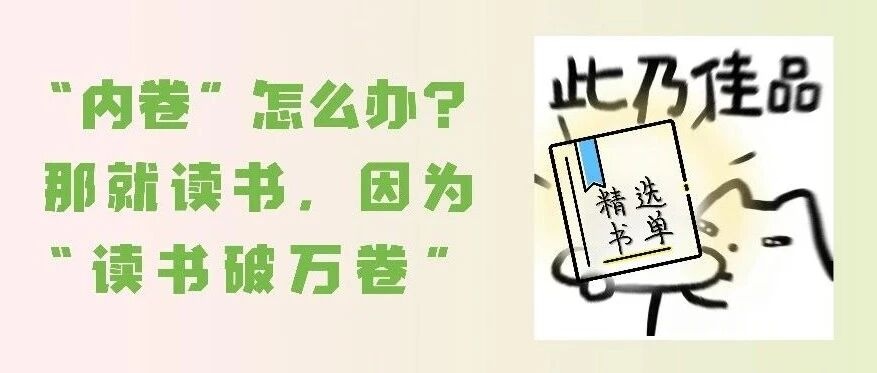 “内卷”怎么办？
那就读书，因为
“读书破万卷”
此乃佳品
精选
书单